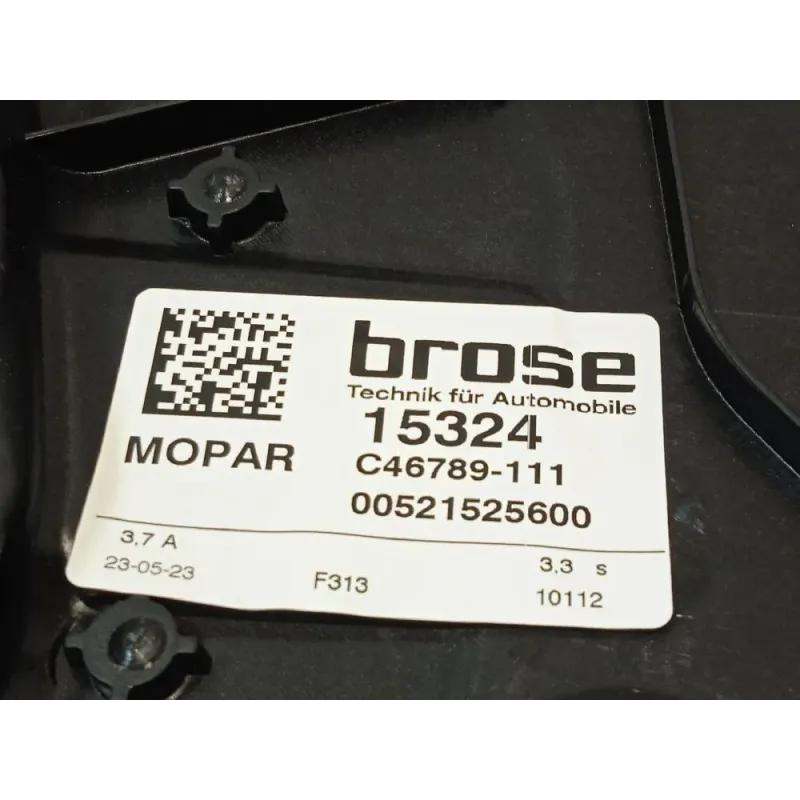 brose
Technik für Automobile
15324
MOPAR
C46789-111
00521525600
3,7 A
3,3 s
23-05-23
F313
10112